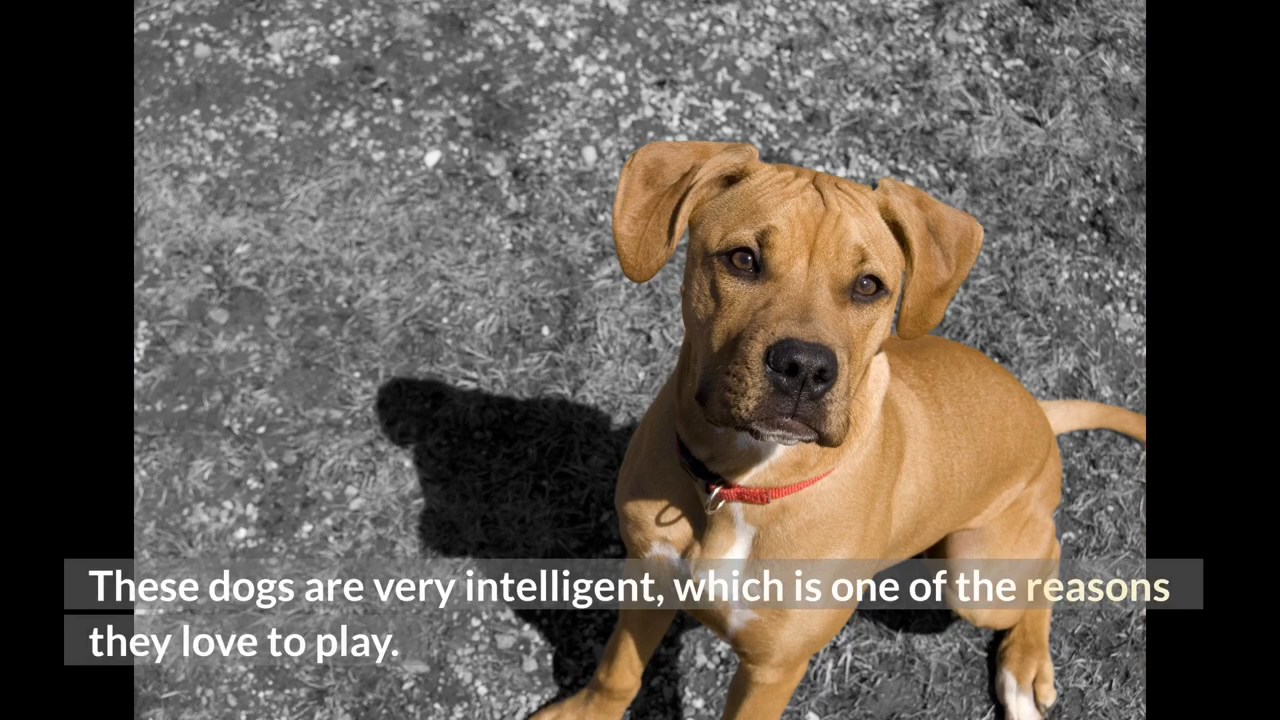 These dogs are very intelligent, which is one of the reasons
they love to play.